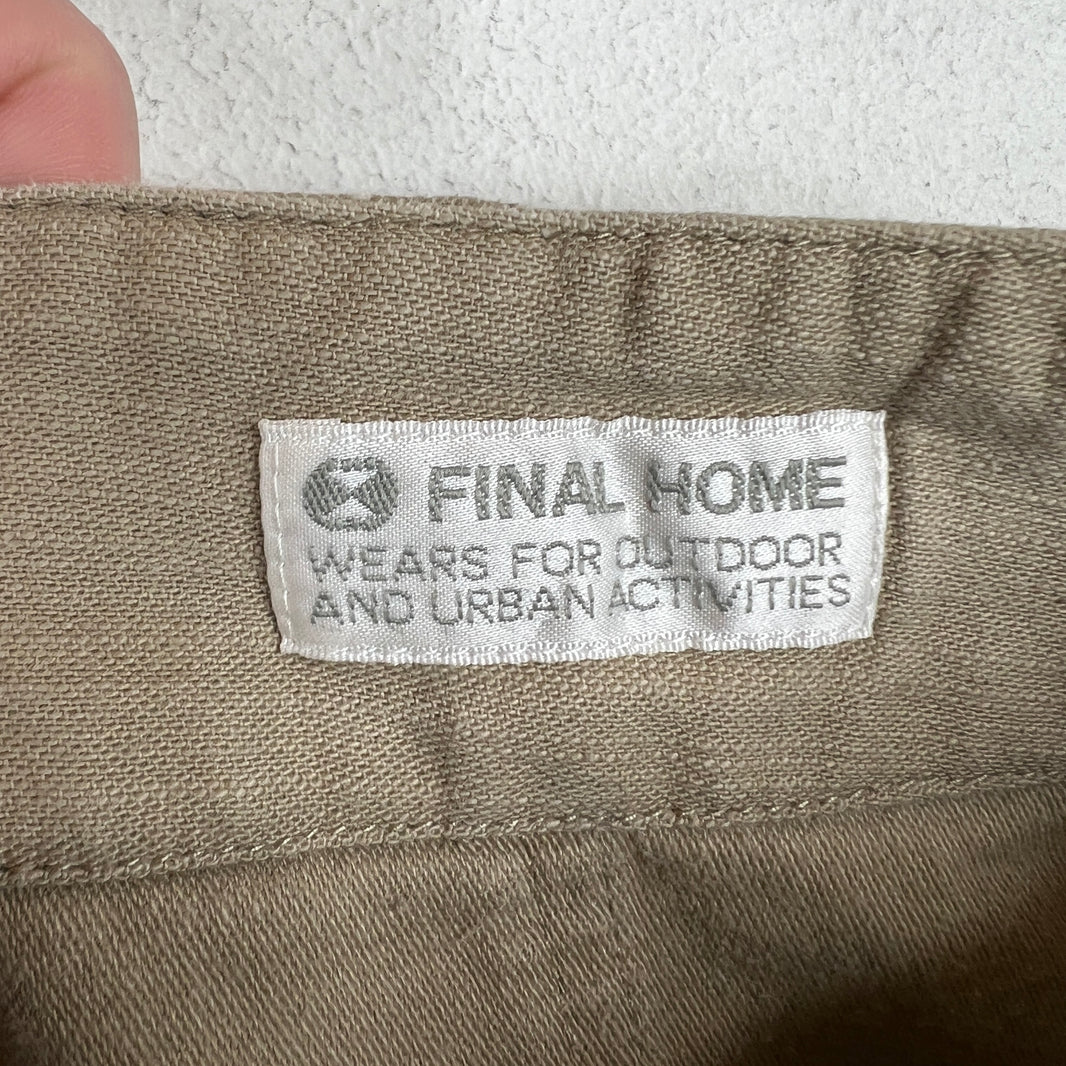 FINAL HOME
WEARS FOR OUTDOOR
AND URBAN ACTIVITIES